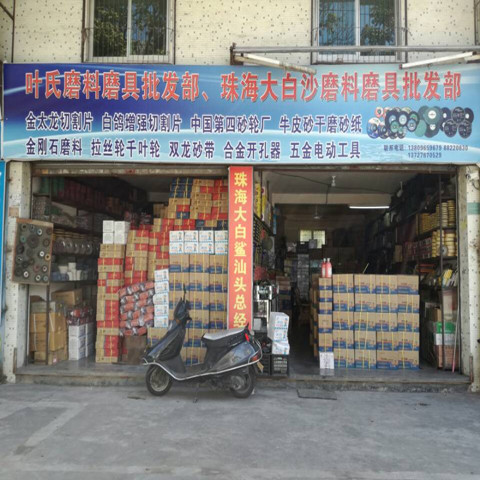 叶氏磨料磨具批发部、珠海大白沙磨料磨具批发部
金太龙切割片 白鸽增强切割片 中国第四砂轮厂 牛皮砂干磨砂纸
金刚石磨料 拉丝轮千叶轮 双龙砂带 合金开孔器 五金电动工具
珠海大白鲨汕头总经